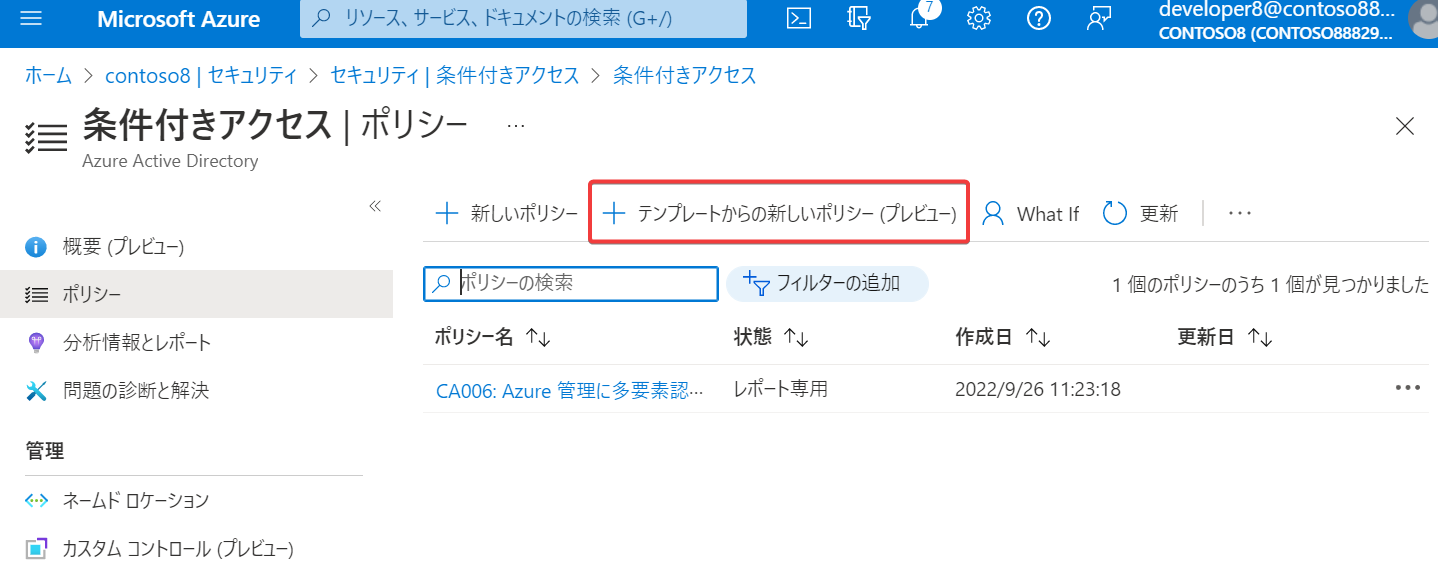 Microsoft Azure
リソース、サービス、ドキュメントの検索 (G+/)
7
developer8@contoso88...
CONTOSO8 (CONTOSO88829...
ホーム > contoso8 | セキュリティ > セキュリティ | 条件付きアクセス > 条件付きアクセス
条件付きアクセス | ポリシー ...
Azure Active Directory
«
概要 (プレビュー)
ポリシー
分析情報とレポート
問題の診断と解決
管理
ネームド ロケーション
カスタム コントロール (プレビュー)
+ 新しいポリシー + テンプレートからの新しいポリシー (プレビュー) What If 更新 ...
ポリシーの検索 フィルターの追加 1 個のポリシーのうち 1 個が見つかりました
ポリシー名 ↑↓ 状態 ↑↓ 作成日 ↑↓ 更新日 ↑↓
CA006: Azure 管理に多要素認... レポート専用 2022/9/26 11:23:18 ...